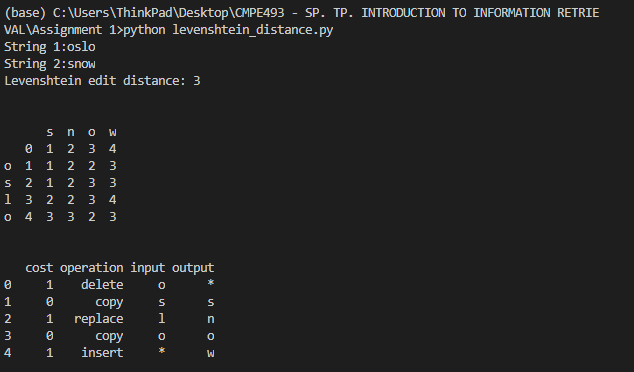 (base) C:\Users\ThinkPad\Desktop\CMPE493 - SP. TP. INTRODUCTION TO INFORMATION RETRIE
VAL\Assignment 1>python levenshtein_distance.py
String 1:oslo
String 2:snow
Levenshtein edit distance: 3
s n o w
0 1 2 3 4
o 1 1 2 2 3
s 2 1 2 3 3
l 3 2 2 3 4
o 4 3 3 2 3
cost operation input output
0 1 delete o *
1 0 copy s s
2 1 replace l n
3 0 copy o o
4 1 insert * w